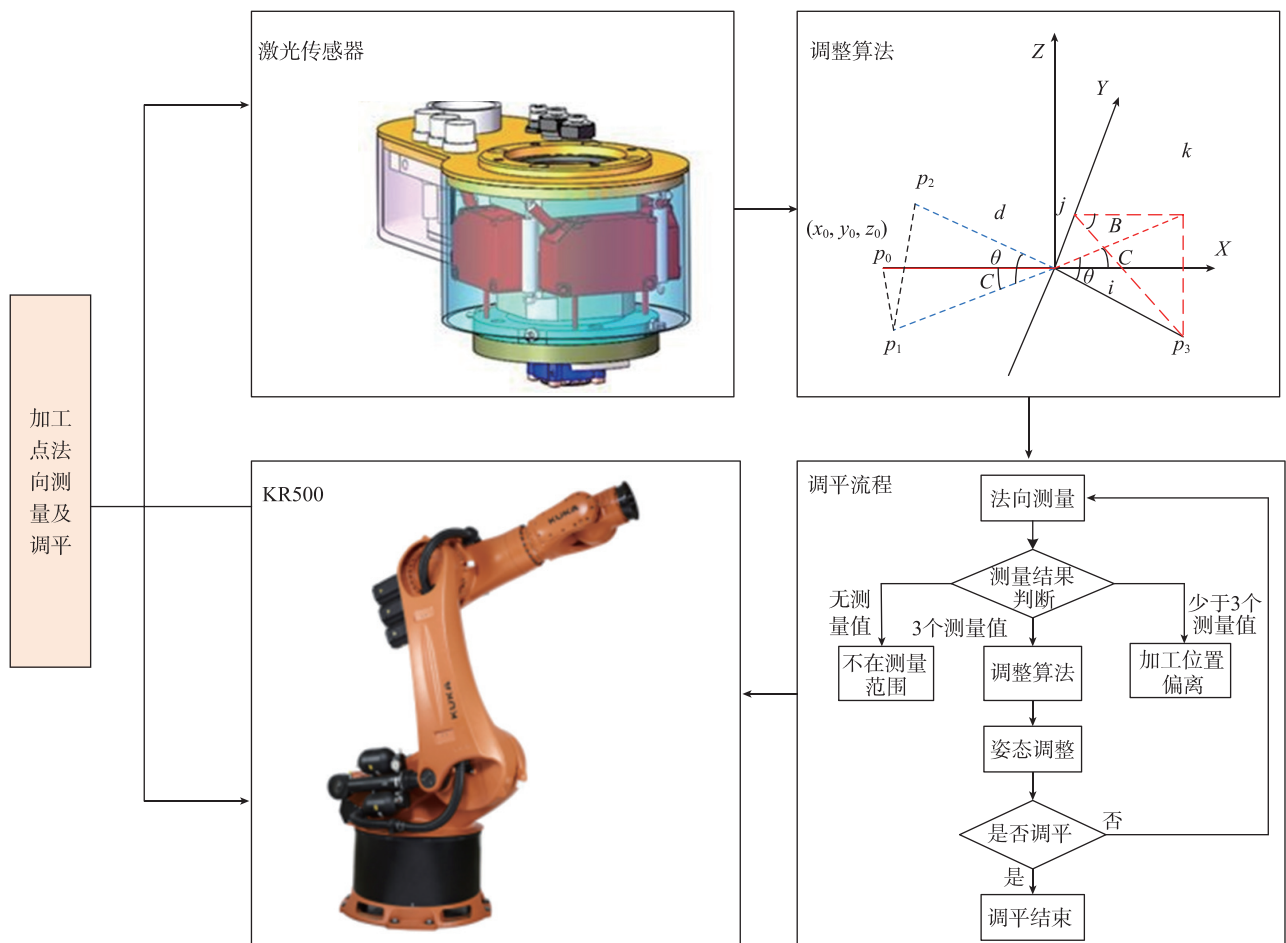 加工
点法
向测
量及
调平
激光传感器
调整算法
Z
Y
k
p₂
d
j
B
(x₀, y₀, z₀)
X
p₀
θ
C
C
θ
i
p₁
p₃
KR500
KUKA
KUKA
调平流程
法向测量
测量结果
判断
无测
量值
3个测量值
少于3个
测量值
不在测量
范围
调整算法
加工位置
偏离
姿态调整
是否调平
否
是
调平结束